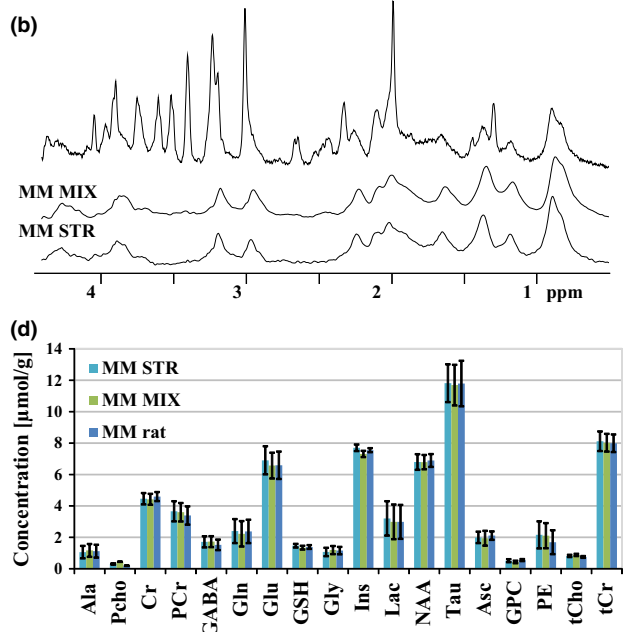 (b)
MM MIX
MM STR
4 3 2 1 ppm
(d)
Concentration [µmol/g]
14
12
10
8
6
4
2
0
MM STR
MM MIX
MM rat
Ala Pcho Cr PCr GABA Gln Glu GSH Gly Ins Lac NAA Tau Asc GPC PE tCho tCr